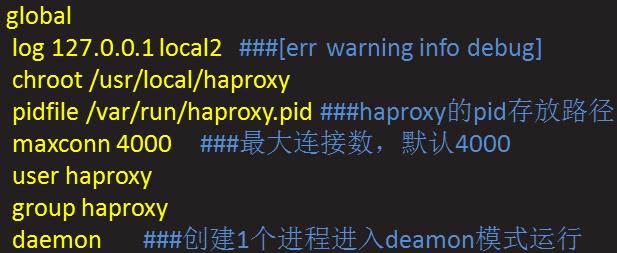 global
log 127.0.0.1 local2 ###[err warning info debug]
chroot /usr/local/haproxy
pidfile /var/run/haproxy.pid ###haproxy的pid存放路径
maxconn 4000 ###最大连接数，默认4000
user haproxy
group haproxy
daemon ###创建1个进程进入deamon模式运行